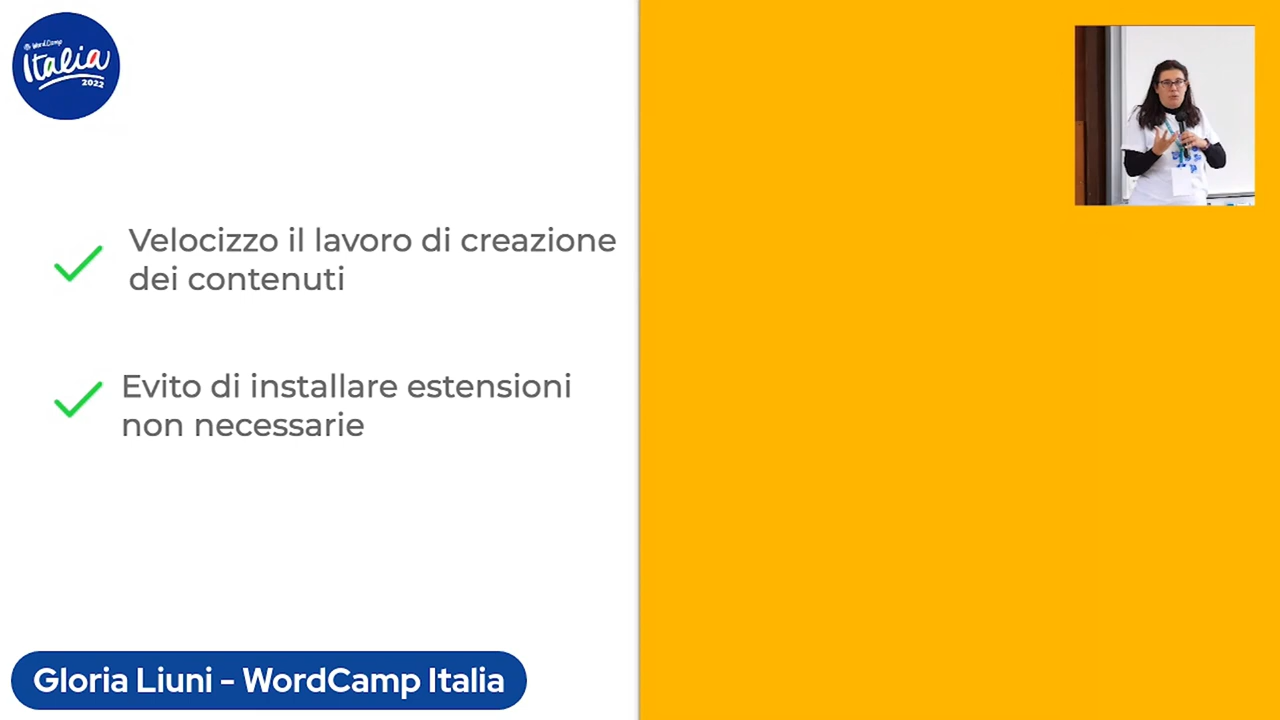 WordCamp
Italia
2022
Velocizzo il lavoro di creazione
dei contenuti
Evito di installare estensioni
non necessarie
Gloria Liuni - WordCamp Italia